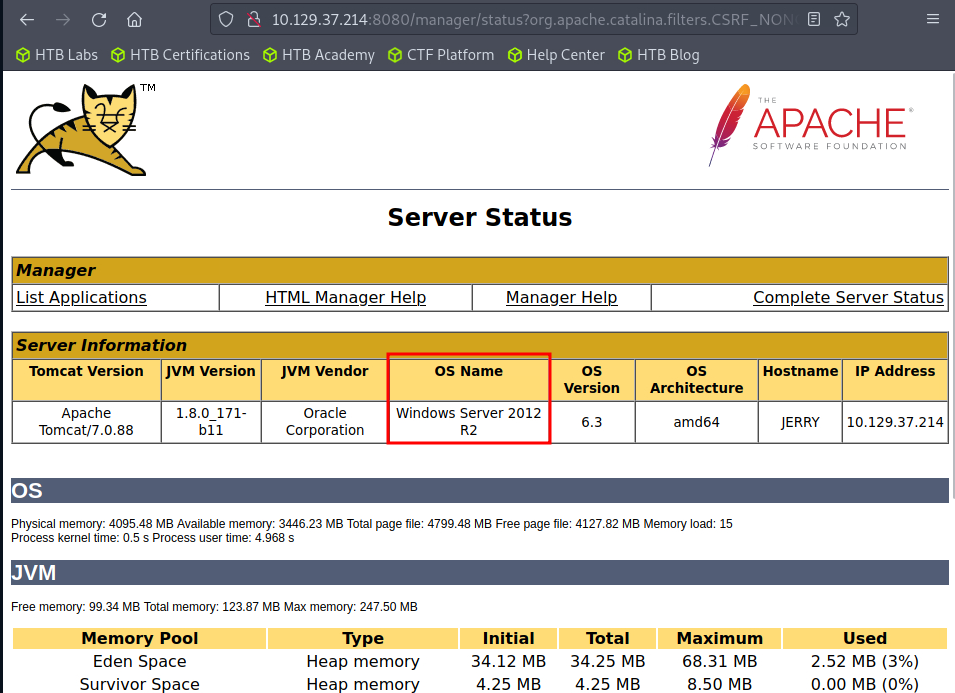 10.129.37.214:8080/manager/status?org.apache.catalina.filters.CSRF_NON
HTB Labs HTB Certifications HTB Academy CTF Platform Help Center HTB Blog
TM
THE
APACHE®
SOFTWARE FOUNDATION
Server Status
Manager
List Applications HTML Manager Help Manager Help Complete Server Status
Server Information
Tomcat Version JVM Version JVM Vendor OS Name OS Version OS Architecture Hostname IP Address
Apache Tomcat/7.0.88 1.8.0_171-b11 Oracle Corporation Windows Server 2012 R2 6.3 amd64 JERRY 10.129.37.214
OS
Physical memory: 4095.48 MB Available memory: 3446.23 MB Total page file: 4799.48 MB Free page file: 4127.82 MB Memory load: 15
Process kernel time: 0.5 s Process user time: 4.968 s
JVM
Free memory: 99.34 MB Total memory: 123.87 MB Max memory: 247.50 MB
Memory Pool Type Initial Total Maximum Used
Eden Space Heap memory 34.12 MB 34.25 MB 68.31 MB 2.52 MB (3%)
Survivor Space Heap memory 4.25 MB 4.25 MB 8.50 MB 0.00 MB (0%)